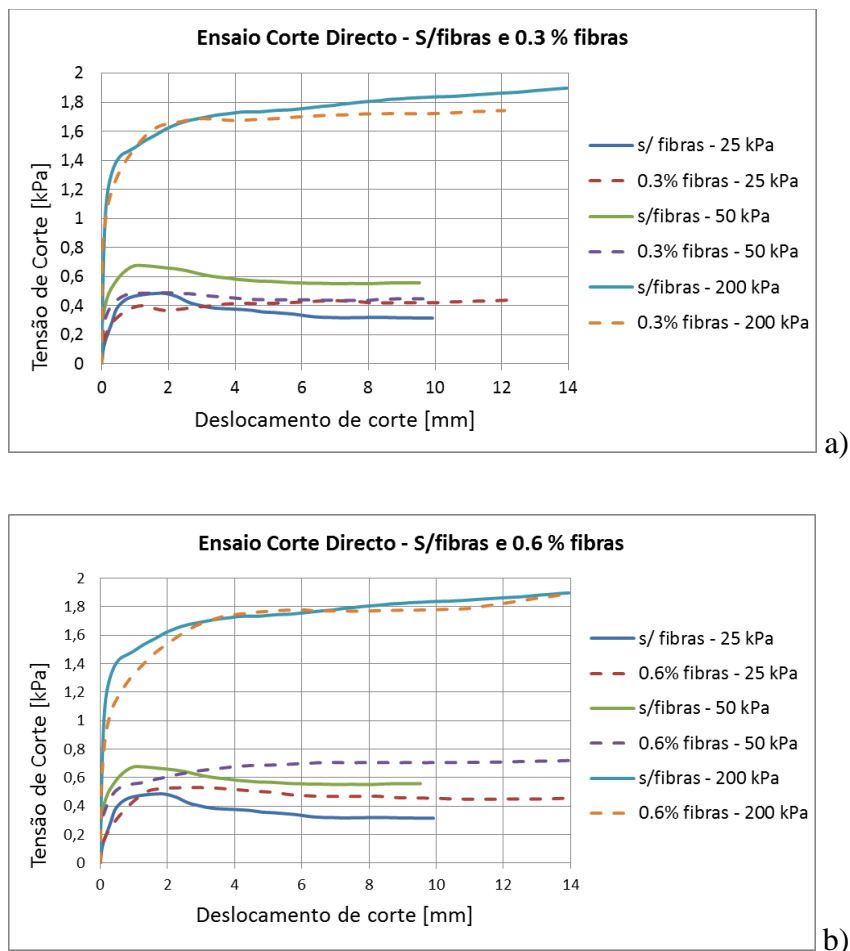 Ensaio Corte Directo - S/fibras e 0.3 % fibras
Tensão de Corte [kPa]
2
1,8
1,6
1,4
1,2
1
0,8
0,6
0,4
0,2
0
0 2 4 6 8 10 12 14
Deslocamento de corte [mm]
s/ fibras - 25 kPa
0.3% fibras - 25 kPa
s/fibras - 50 kPa
0.3% fibras - 50 kPa
s/fibras - 200 kPa
0.3% fibras - 200 kPa
a)
Ensaio Corte Directo - S/fibras e 0.6 % fibras
Tensão de Corte [kPa]
2
1,8
1,6
1,4
1,2
1
0,8
0,6
0,4
0,2
0
0 2 4 6 8 10 12 14
Deslocamento de corte [mm]
s/ fibras - 25 kPa
0.6% fibras - 25 kPa
s/fibras - 50 kPa
0.6% fibras - 50 kPa
s/fibras - 200 kPa
0.6% fibras - 200 kPa
b)